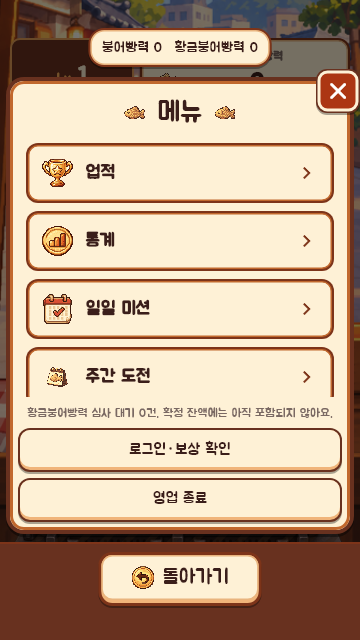 붕어빵력 0 황금붕어빵력 0
메뉴
업적
통계
일일 미션
주간 도전
황금붕어빵력 심사 대기 0건, 확정 잔액에는 아직 포함되지 않아요.
로그인·보상 확인
영업 종료
돌아가기